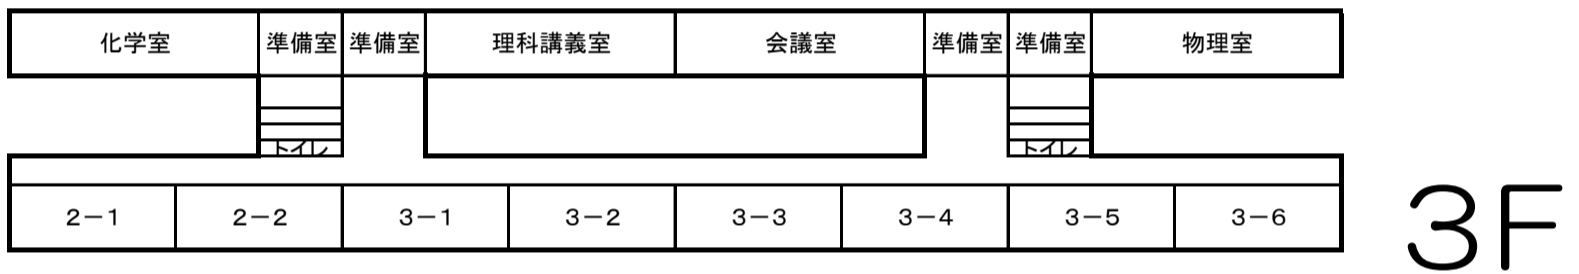 化学室 準備室 準備室 理科講義室 会議室 準備室 準備室 物理室
トイレ トイレ
2－1 2－2 3－1 3－2 3－3 3－4 3－5 3－6
3F